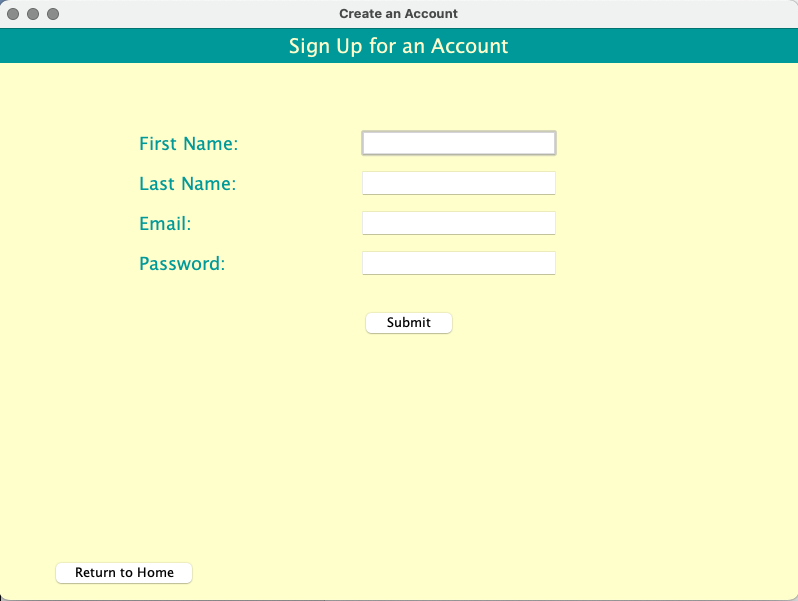 Create an Account
Sign Up for an Account
First Name:
Last Name:
Email:
Password:
Submit
Return to Home